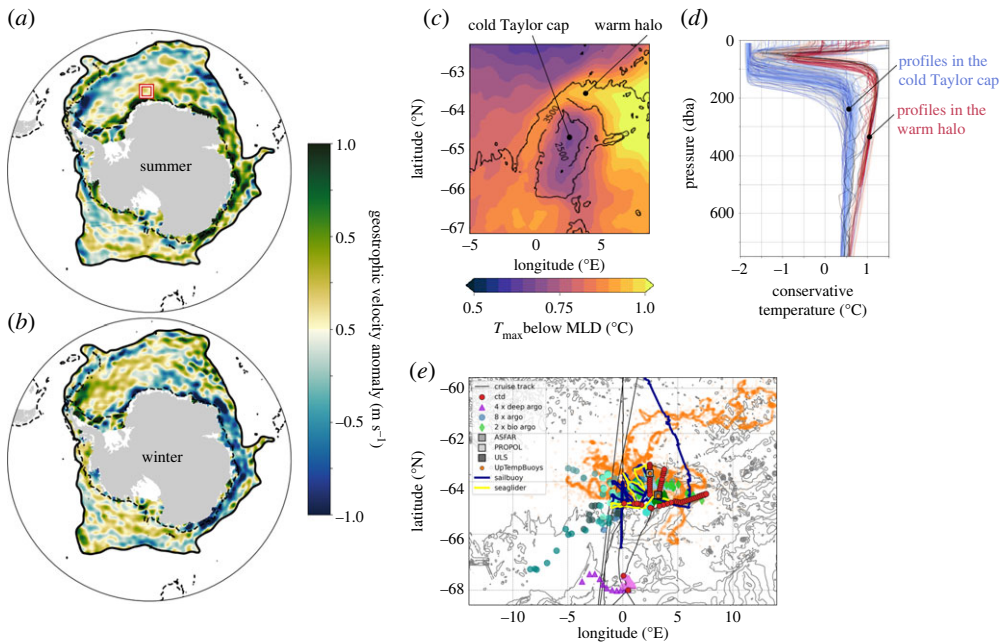 (a)
summer
(b)
winter
1.0
0.5
0.5
−0.5
−1.0
geostrophic velocity anomaly (m s−1)
(c)
cold Taylor cap
warm halo
−63
−64
−65
−66
−67
latitude (°N)
3500
2500
−5
0
5
longitude (°E)
0.5
0.75
1.0
Tmax below MLD (°C)
(d)
0
200
400
600
pressure (dba)
profiles in the
cold Taylor cap
profiles in
the warm halo
−2
−1
0
1
conservative
temperature (°C)
(e)
−60
−62
−64
−66
−68
latitude (°N)
cruise track
ctd
4 x deep argo
8 x argo
2 x bio argo
ASFAR
PROPOL
ULS
UpTempBuoys
sailbuoy
seaglider
−10
−5
0
5
10
longitude (°E)